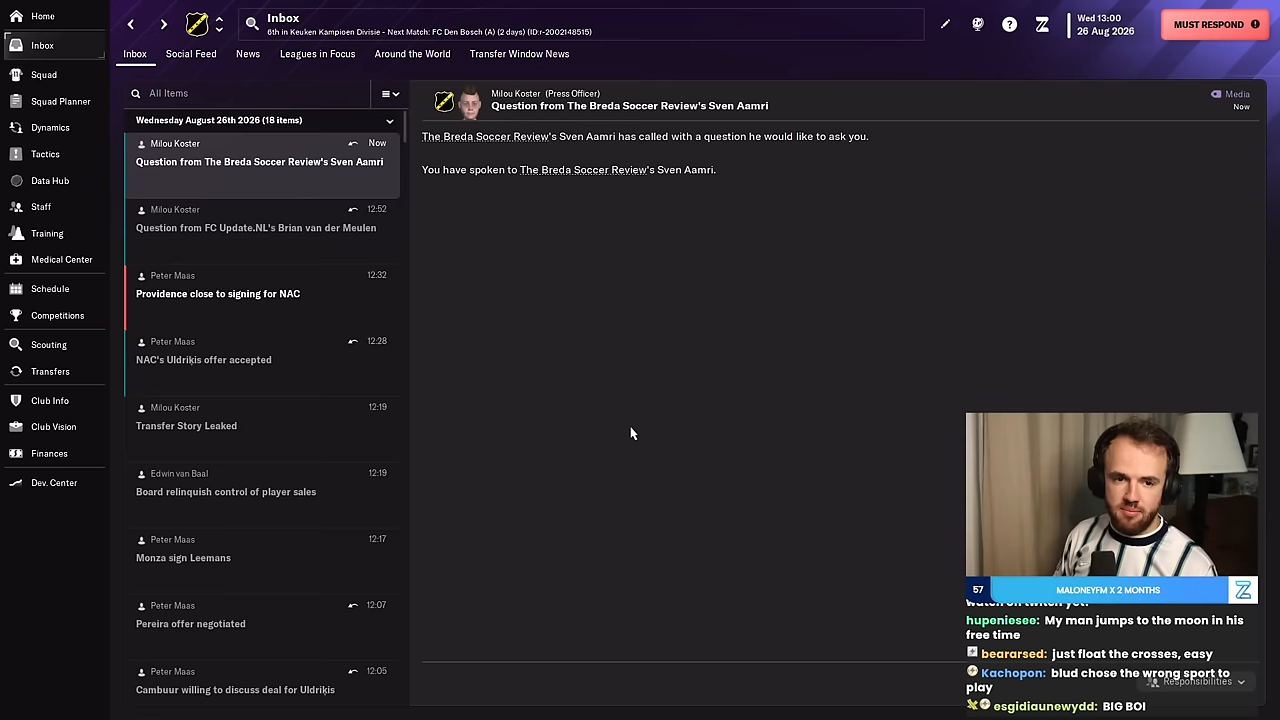 Home
Inbox
Squad
Squad Planner
Dynamics
Tactics
Data Hub
Staff
Training
Medical Center
Schedule
Competitions
Scouting
Transfers
Club Info
Club Vision
Finances
Dev. Center
Inbox
6th in Keuken Kampioen Divisie - Next Match: FC Den Bosch (A) (2 days) (ID:r-2002148515)
Wed 13:00
26 Aug 2026
MUST RESPOND
Inbox Social Feed News Leagues in Focus Around the World Transfer Window News
All Items
Wednesday August 26th 2026 (18 items)
Milou Koster Now
Question from The Breda Soccer Review's Sven Aamri
Milou Koster 12:52
Question from FC Update.NL's Brian van der Meulen
Peter Maas 12:32
Providence close to signing for NAC
Peter Maas 12:28
NAC's Uldriķis offer accepted
Milou Koster 12:19
Transfer Story Leaked
Edwin van Baal 12:19
Board relinquish control of player sales
Peter Maas 12:17
Monza sign Leemans
Peter Maas 12:07
Pereira offer negotiated
Peter Maas 12:05
Cambuur willing to discuss deal for Uldriķis
Milou Koster (Press Officer)
Question from The Breda Soccer Review's Sven Aamri
Media
Now
The Breda Soccer Review's Sven Aamri has called with a question he would like to ask you.
You have spoken to The Breda Soccer Review's Sven Aamri.
57 MALONEYFM X 2 MONTHS
watch on twitch yet!
hupeniesee: My man jumps to the moon in his
free time
beararsed: just float the crosses, easy
Kachopon: blud chose the wrong sport to
play
Responsibilities
esgidiaunewydd: BIG BOI